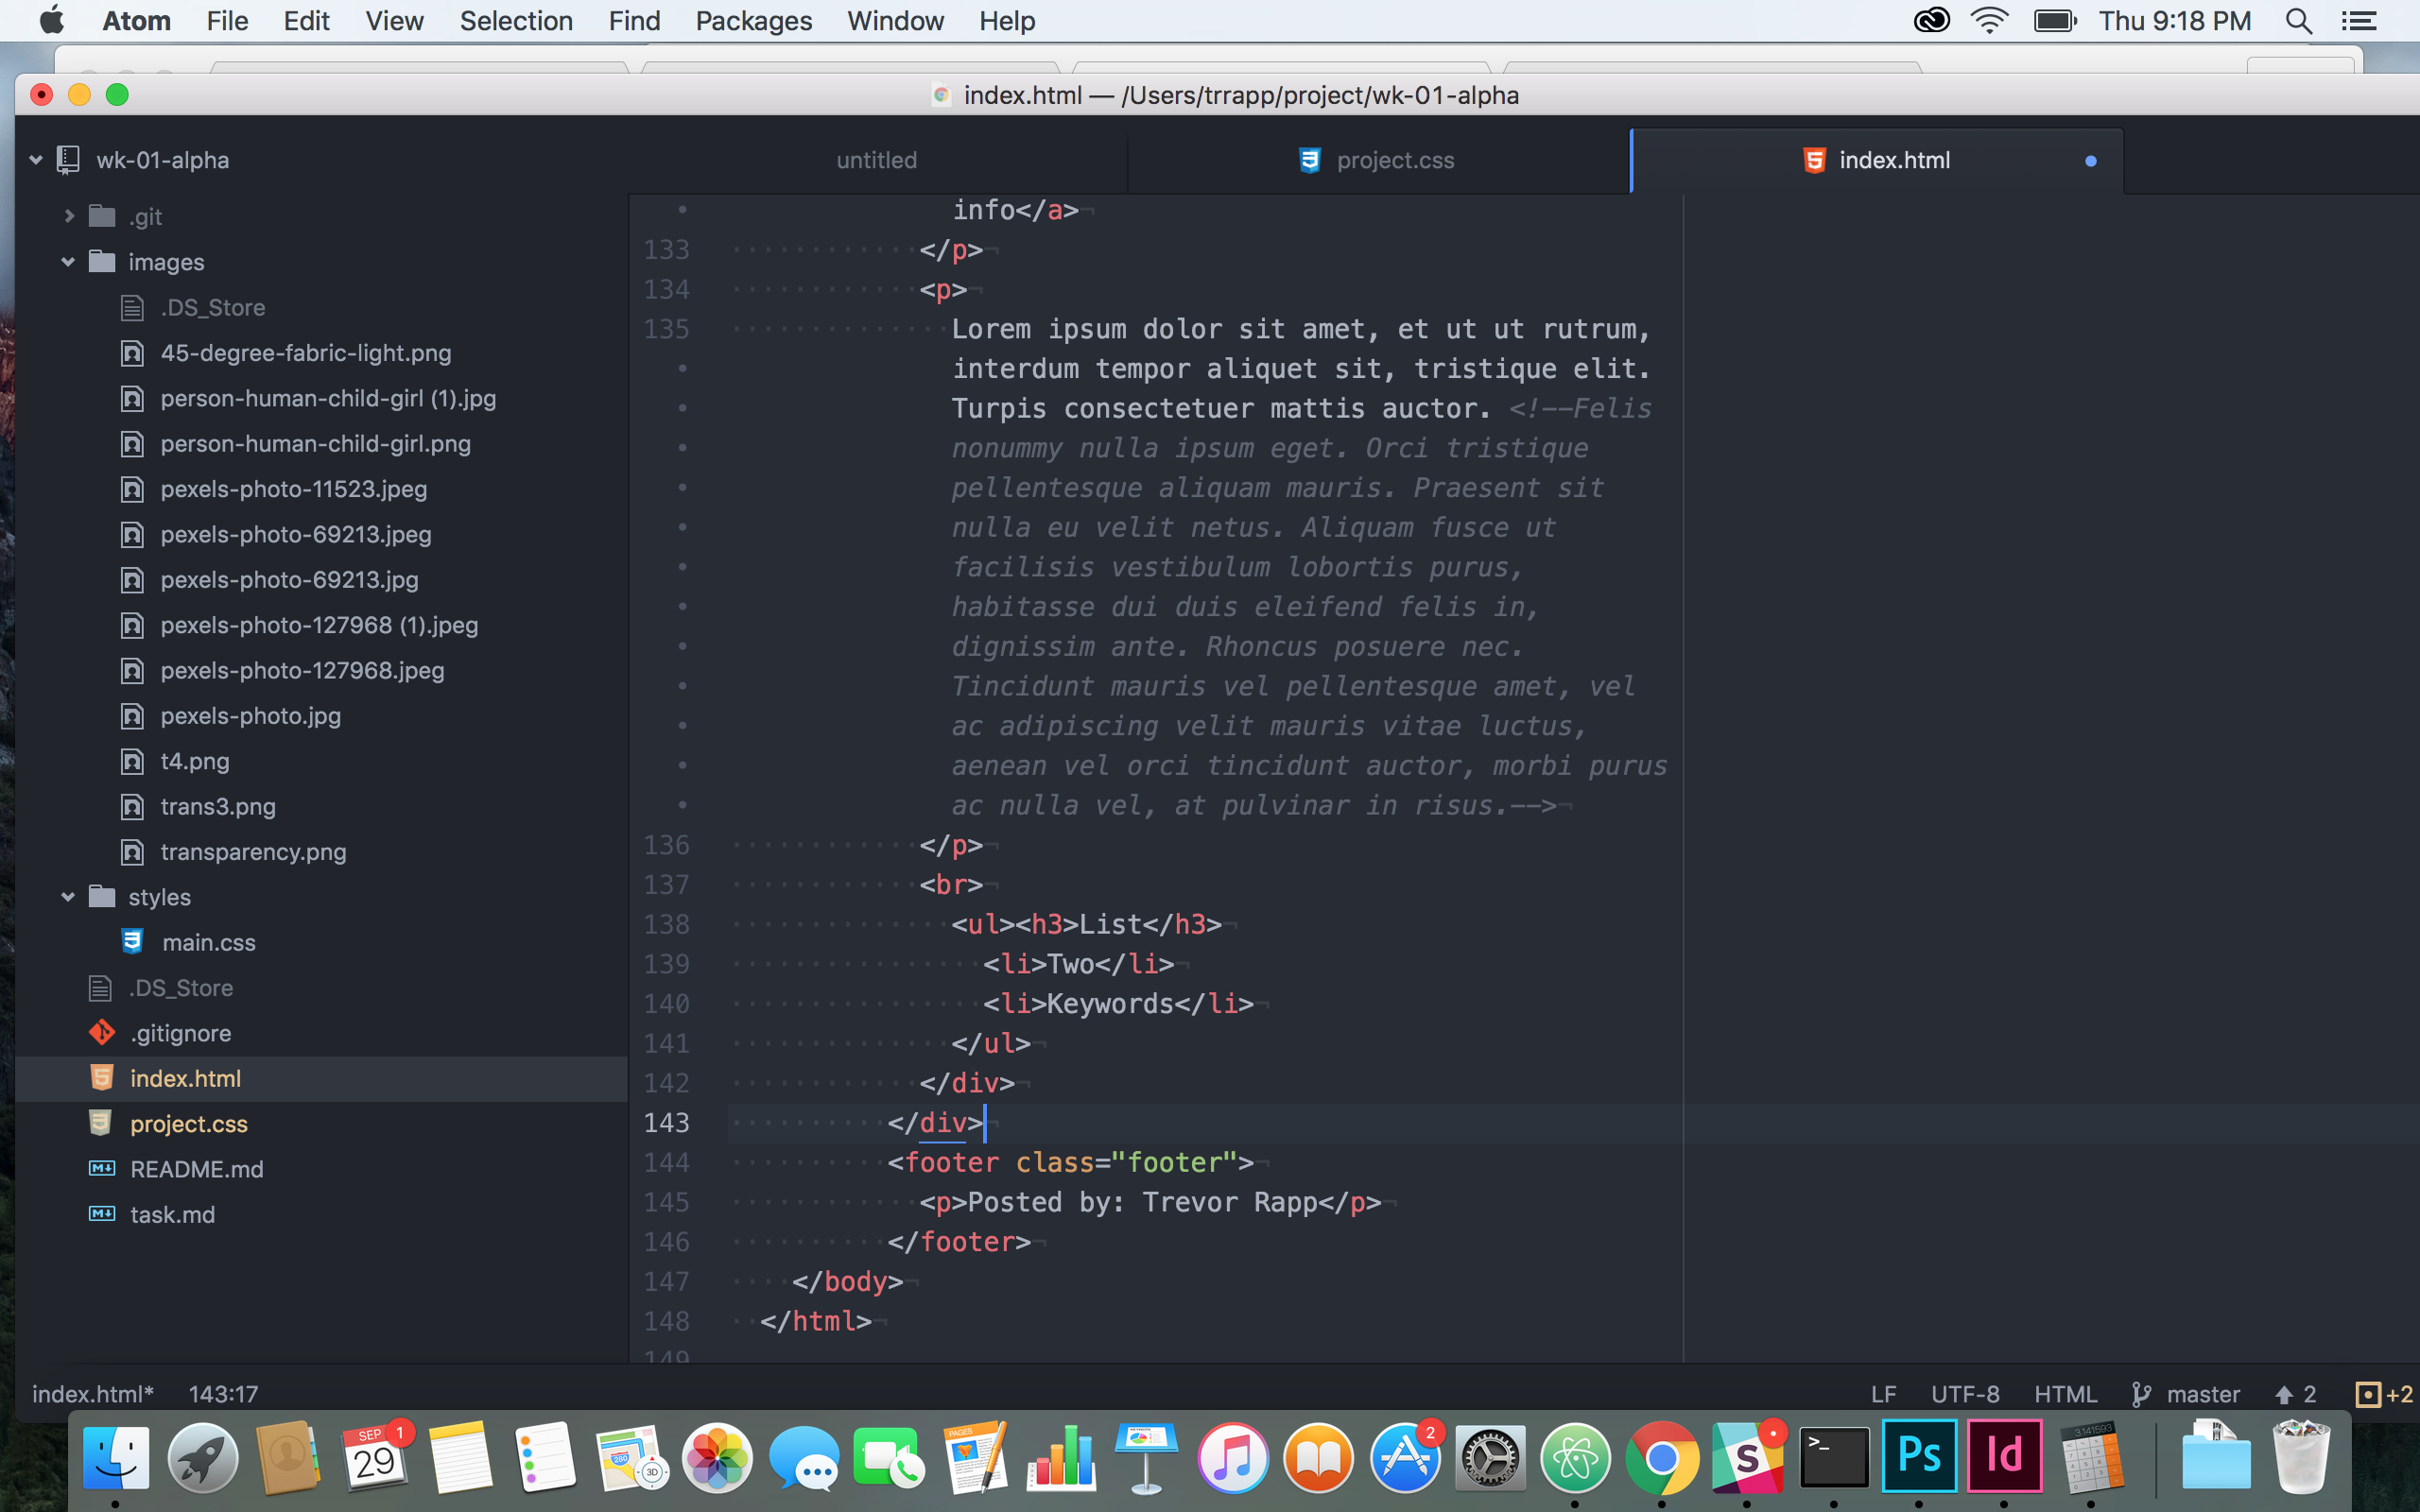 Atom File Edit View Selection Find Packages Window Help Thu 9:18 PM
index.html — /Users/trrapp/project/wk-01-alpha
wk-01-alpha
untitled
project.css
index.html
.git
images
.DS_Store
45-degree-fabric-light.png
person-human-child-girl (1).jpg
person-human-child-girl.png
pexels-photo-11523.jpeg
pexels-photo-69213.jpeg
pexels-photo-69213.jpg
pexels-photo-127968 (1).jpeg
pexels-photo-127968.jpeg
pexels-photo.jpg
t4.png
trans3.png
transparency.png
styles
main.css
.DS_Store
.gitignore
index.html
project.css
README.md
task.md
info</a>
133 </p>
134 <p>
135 Lorem ipsum dolor sit amet, et ut ut rutrum,
interdum tempor aliquet sit, tristique elit.
Turpis consectetuer mattis auctor. <!--Felis
nonummy nulla ipsum eget. Orci tristique
pellentesque aliquam mauris. Praesent sit
nulla eu velit netus. Aliquam fusce ut
facilisis vestibulum lobortis purus,
habitasse dui duis eleifend felis in,
dignissim ante. Rhoncus posuere nec.
Tincidunt mauris vel pellentesque amet, vel
ac adipiscing velit mauris vitae luctus,
aenean vel orci tincidunt auctor, morbi purus
ac nulla vel, at pulvinar in risus.-->
136 </p>
137 <br>
138 <ul><h3>List</h3>
139 <li>Two</li>
140 <li>Keywords</li>
141 </ul>
142 </div>
143 </div>
144 <footer class="footer">
145 <p>Posted by: Trevor Rapp</p>
146 </footer>
147 </body>
148 </html>
149
index.html* 143:17 LF UTF-8 HTML master 2 +2
SEP 1
29
280
3D
PAGES
2
S
>_
Ps
Id
3.141593